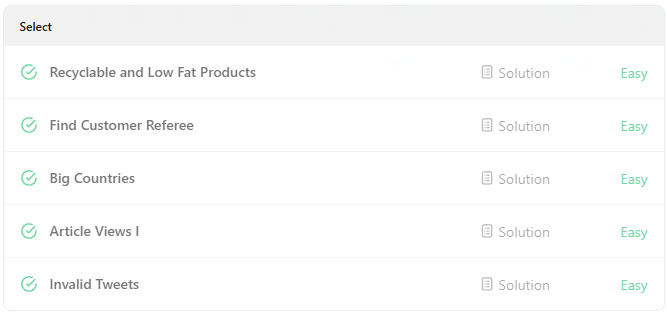 Select
Recyclable and Low Fat Products Solution Easy
Find Customer Referee Solution Easy
Big Countries Solution Easy
Article Views I Solution Easy
Invalid Tweets Solution Easy